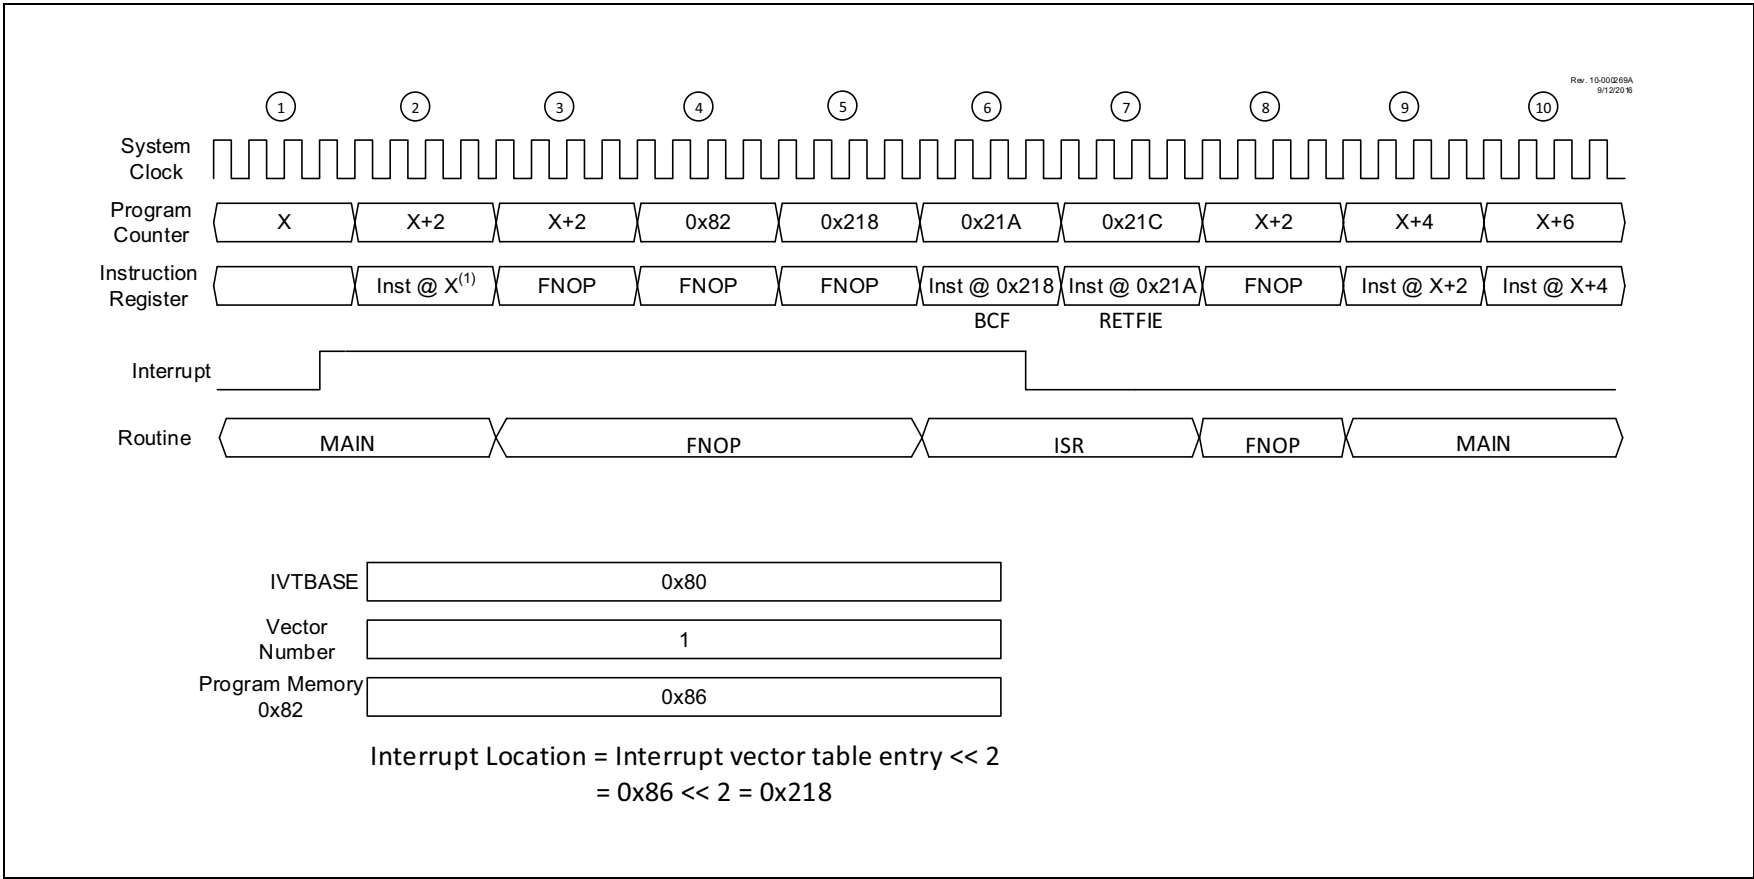 Rev. 10-000269A
9/12/2016
1 2 3 4 5 6 7 8 9 10
System
Clock
Program
Counter
X X+2 X+2 0x82 0x218 0x21A 0x21C X+2 X+4 X+6
Instruction
Register
Inst @ X(1) FNOP FNOP FNOP Inst @ 0x218 Inst @ 0x21A FNOP Inst @ X+2 Inst @ X+4
BCF RETFIE
Interrupt
Routine MAIN FNOP ISR FNOP MAIN
IVTBASE 0x80
Vector
Number
1
Program Memory
0x82
0x86
Interrupt Location = Interrupt vector table entry << 2
= 0x86 << 2 = 0x218